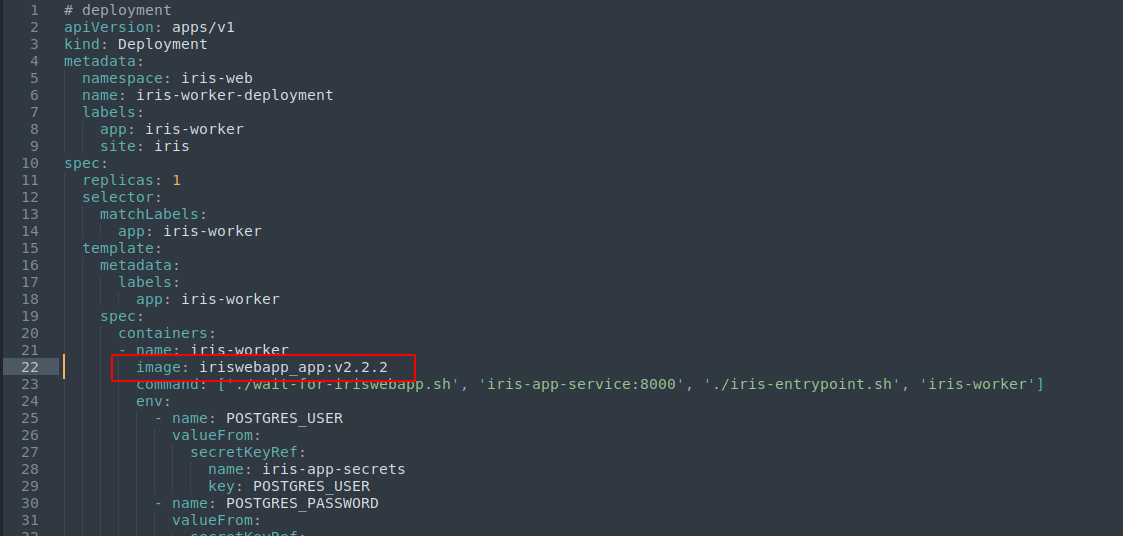 1 # deployment
2 apiVersion: apps/v1
3 kind: Deployment
4 metadata:
5   namespace: iris-web
6   name: iris-worker-deployment
7   labels:
8     app: iris-worker
9     site: iris
10 spec:
11   replicas: 1
12   selector:
13     matchLabels:
14       app: iris-worker
15   template:
16     metadata:
17       labels:
18         app: iris-worker
19     spec:
20       containers:
21       - name: iris-worker
22         image: iriswebapp_app:v2.2.2
23         command: ['./wait-for-iriswebapp.sh', 'iris-app-service:8000', './iris-entrypoint.sh', 'iris-worker']
24         env:
25           - name: POSTGRES_USER
26             valueFrom:
27               secretKeyRef:
28                 name: iris-app-secrets
29                 key: POSTGRES_USER
30           - name: POSTGRES_PASSWORD
31             valueFrom:
32               secretKeyRef: